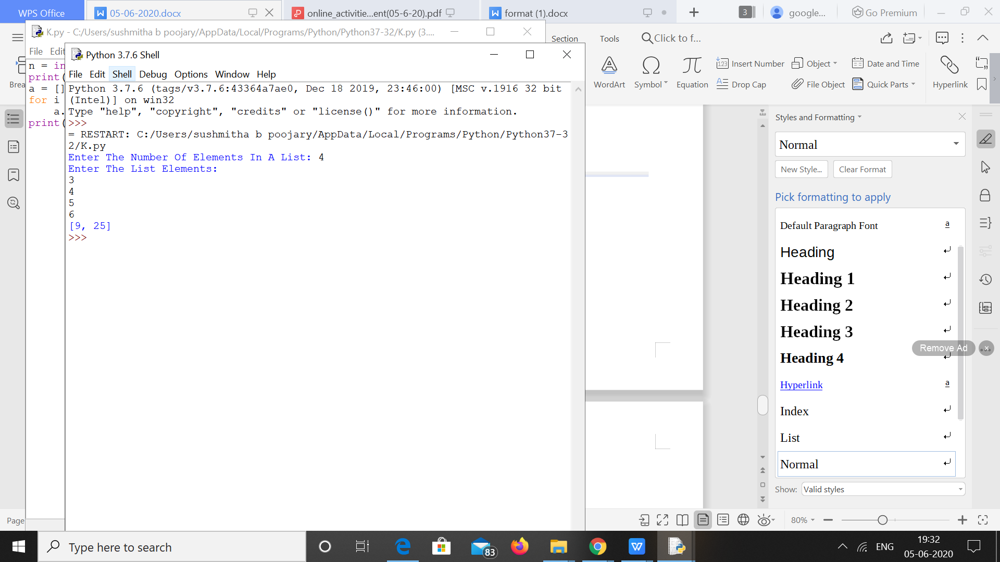 WPS Office
05-06-2020.docx
online_activitie...ent(05-6-20).pdf
format (1).docx
3
google...
Go Premium
K.py - C:/Users/sushmitha b poojary/AppData/Local/Programs/Python/Python37-32/K.py (3....
Section
Tools
Click to f...
File Edit
Python 3.7.6 Shell
File Edit Shell Debug Options Window Help
WordArt
Symbol
Equation
Insert Number
Drop Cap
Object
File Object
Date and Time
Quick Parts
Hyperlink
Brea
n = in
print(
a = []
for i
a.
print(
Python 3.7.6 (tags/v3.7.6:43364a7ae0, Dec 18 2019, 23:46:00) [MSC v.1916 32 bit
(Intel)] on win32
Type "help", "copyright", "credits" or "license()" for more information.
>>>
= RESTART: C:/Users/sushmitha b poojary/AppData/Local/Programs/Python/Python37-3
2/K.py
Enter The Number Of Elements In A List: 4
Enter The List Elements:
3
4
5
6
[9, 25]
>>>
Styles and Formatting
Normal
New Style...
Clear Format
Pick formatting to apply
Default Paragraph Font a
Heading
Heading 1
Heading 2
Heading 3
Remove Ad
Heading 4
Hyperlink a
Index
List
Normal
Show: Valid styles
Page
80%
Type here to search
83
ENG
19:32
05-06-2020